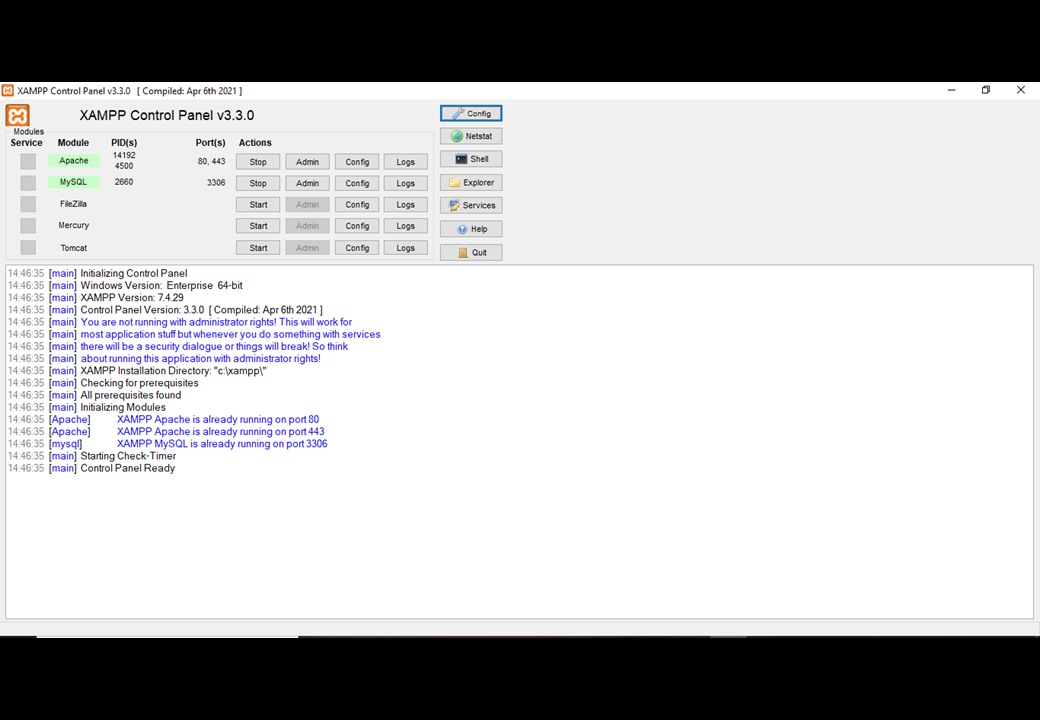 XAMPP Control Panel v3.3.0 [ Compiled: Apr 6th 2021 ]
XAMPP Control Panel v3.3.0
Config
Modules
Service Module PID(s) Port(s) Actions
Netstat
Apache 14192 4500 80, 443 Stop Admin Config Logs
Shell
MySQL 2660 3306 Stop Admin Config Logs
Explorer
FileZilla Start Admin Config Logs
Services
Mercury Start Admin Config Logs
Help
Tomcat Start Admin Config Logs
Quit
14:46:35 [main] Initializing Control Panel
14:46:35 [main] Windows Version: Enterprise 64-bit
14:46:35 [main] XAMPP Version: 7.4.29
14:46:35 [main] Control Panel Version: 3.3.0 [ Compiled: Apr 6th 2021 ]
14:46:35 [main] You are not running with administrator rights! This will work for
14:46:35 [main] most application stuff but whenever you do something with services
14:46:35 [main] there will be a security dialogue or things will break! So think
14:46:35 [main] about running this application with administrator rights!
14:46:35 [main] XAMPP Installation Directory: "c:\xampp\"
14:46:35 [main] Checking for prerequisites
14:46:35 [main] All prerequisites found
14:46:35 [main] Initializing Modules
14:46:35 [Apache] XAMPP Apache is already running on port 80
14:46:35 [Apache] XAMPP Apache is already running on port 443
14:46:35 [mysql] XAMPP MySQL is already running on port 3306
14:46:35 [main] Starting Check-Timer
14:46:35 [main] Control Panel Ready